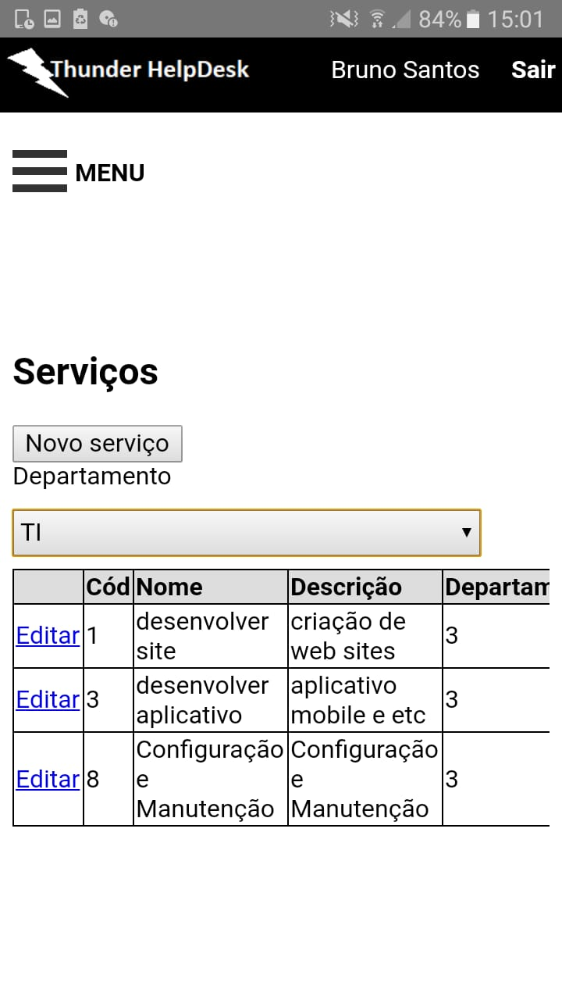 84% 15:01
Thunder HelpDesk Bruno Santos Sair
MENU
Serviços
Novo serviço
Departamento
TI
Cód Nome Descrição Departam
Editar 1 desenvolver site criação de web sites 3
Editar 3 desenvolver aplicativo aplicativo mobile e etc 3
Editar 8 Configuração e Manutenção Configuração e Manutenção 3